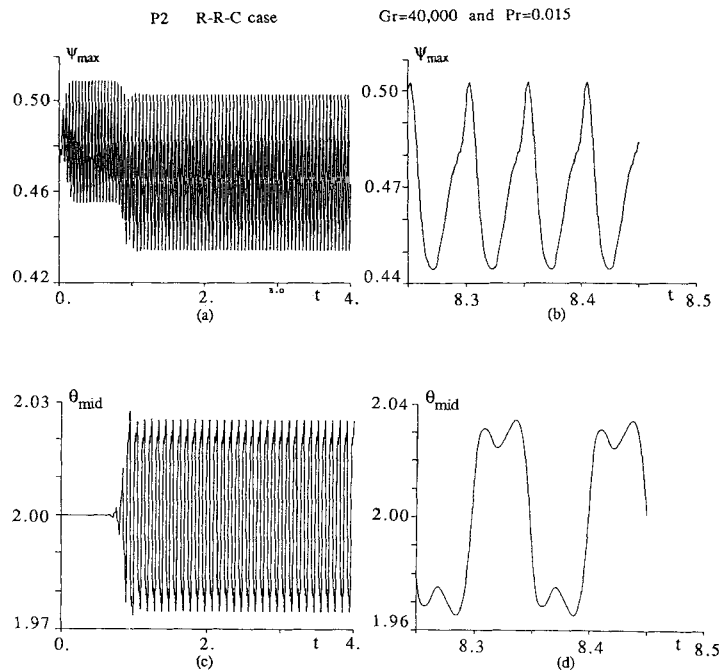 P2 R-R-C case Gr=40,000 and Pr=0.015
Ψmax
0.50
0.46
0.42
0. 2. 3.0 t 4.
(a)
Ψmax
0.50
0.47
0.44
8.3 8.4 t 8.5
(b)
θmid
2.03
2.00
1.97
0. 2. t 4.
(c)
θmid
2.04
2.00
1.96
8.3 8.4 t 8.5
(d)